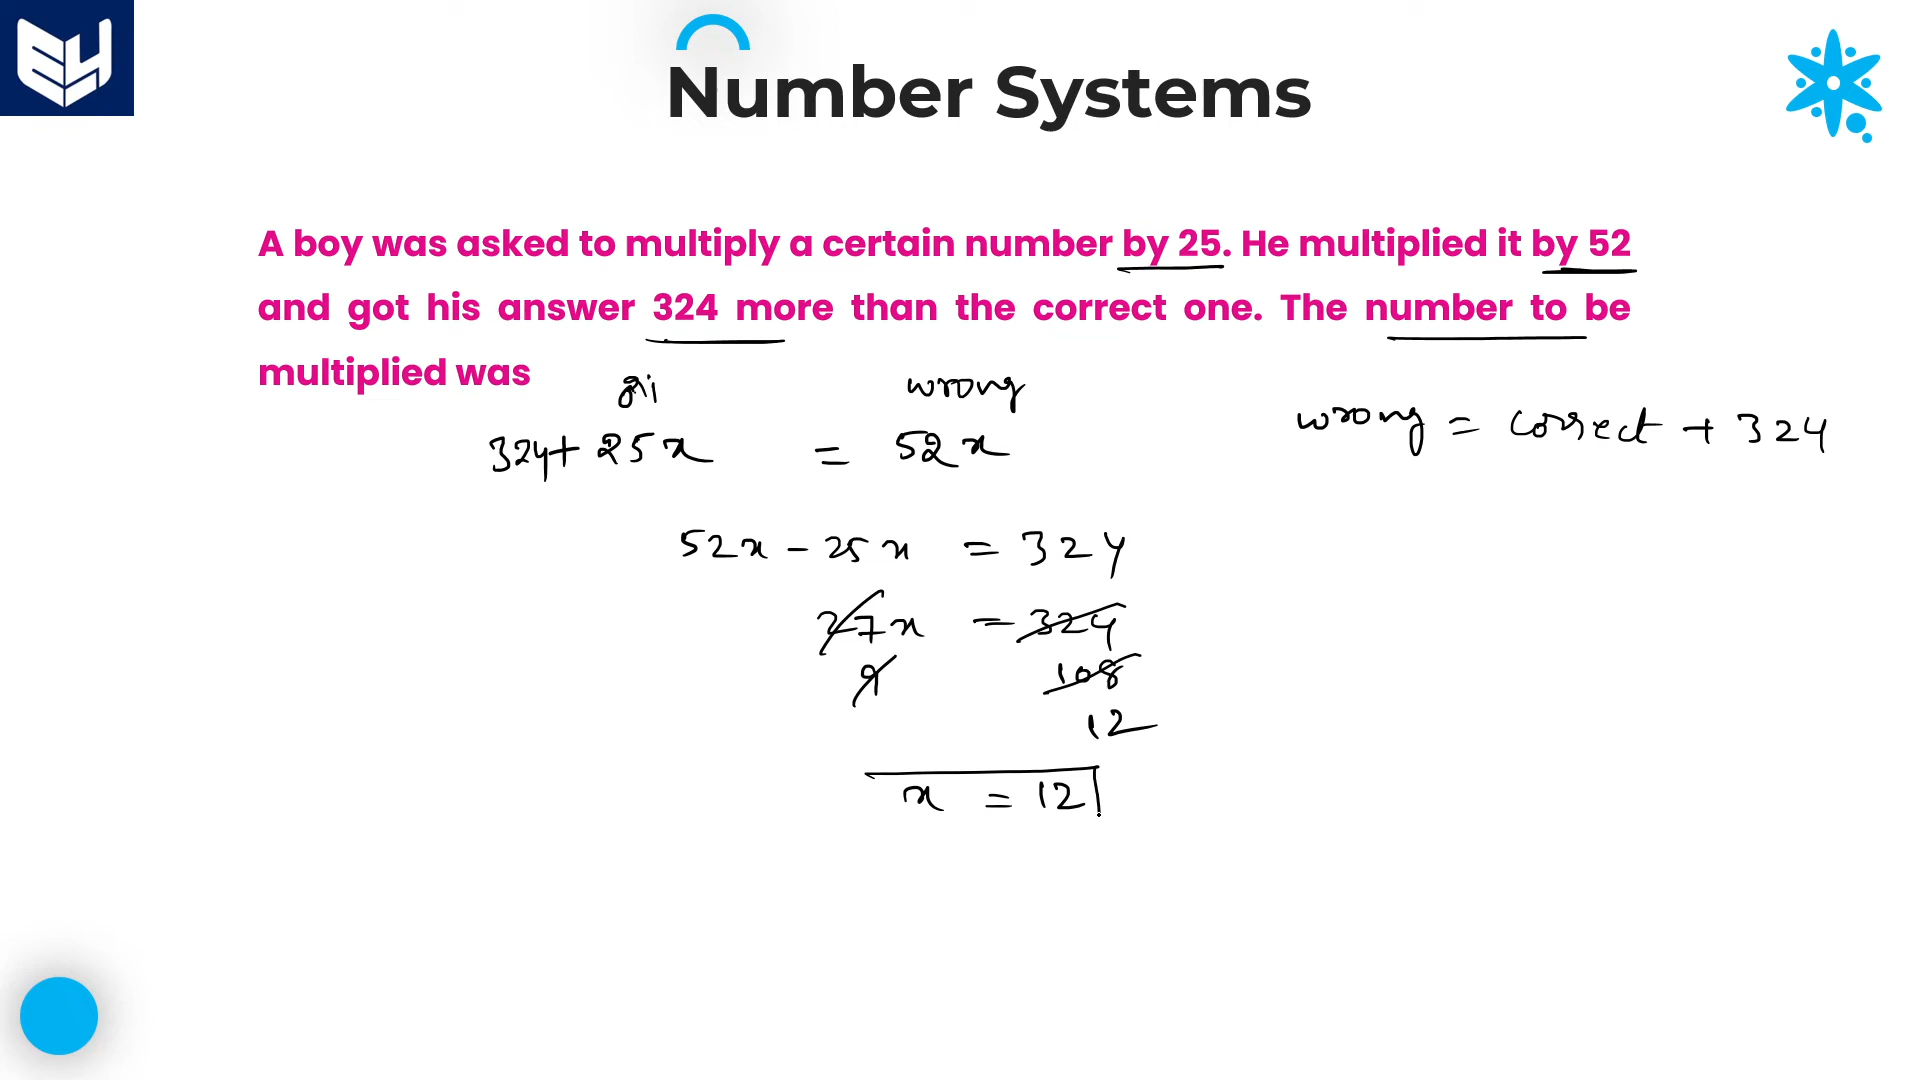 Number Systems
A boy was asked to multiply a certain number by 25. He multiplied it by 52
and got his answer 324 more than the correct one. The number to be
multiplied was
wrong
324+ 25x = 52x
wrong = correct + 324
52x - 25x = 324
27x = 324
9 108
12
x = 12